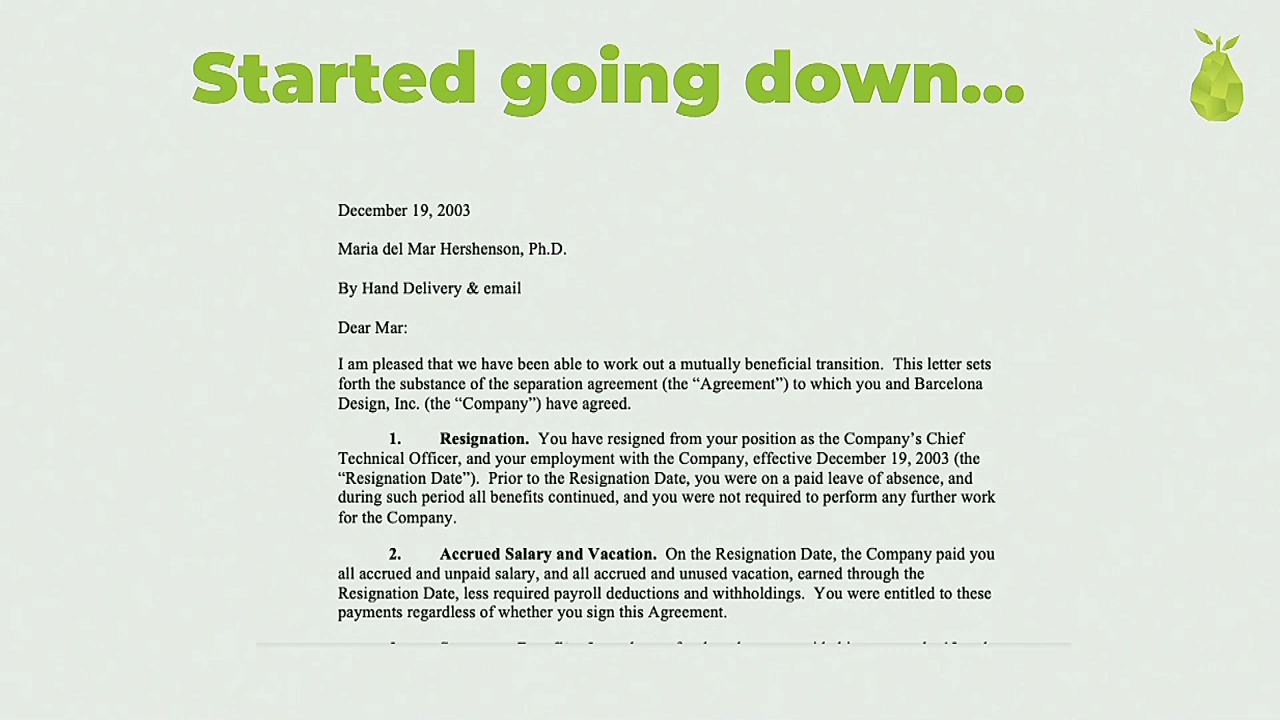 Started going down...
December 19, 2003
Maria del Mar Hershenson, Ph.D.
By Hand Delivery & email
Dear Mar:
I am pleased that we have been able to work out a mutually beneficial transition.  This letter sets
forth the substance of the separation agreement (the “Agreement”) to which you and Barcelona
Design, Inc. (the “Company”) have agreed.
1. Resignation.  You have resigned from your position as the Company’s Chief
Technical Officer, and your employment with the Company, effective December 19, 2003 (the
“Resignation Date”).  Prior to the Resignation Date, you were on a paid leave of absence, and
during such period all benefits continued, and you were not required to perform any further work
for the Company.
2. Accrued Salary and Vacation.  On the Resignation Date, the Company paid you
all accrued and unpaid salary, and all accrued and unused vacation, earned through the
Resignation Date, less required payroll deductions and withholdings.  You were entitled to these
payments regardless of whether you sign this Agreement.